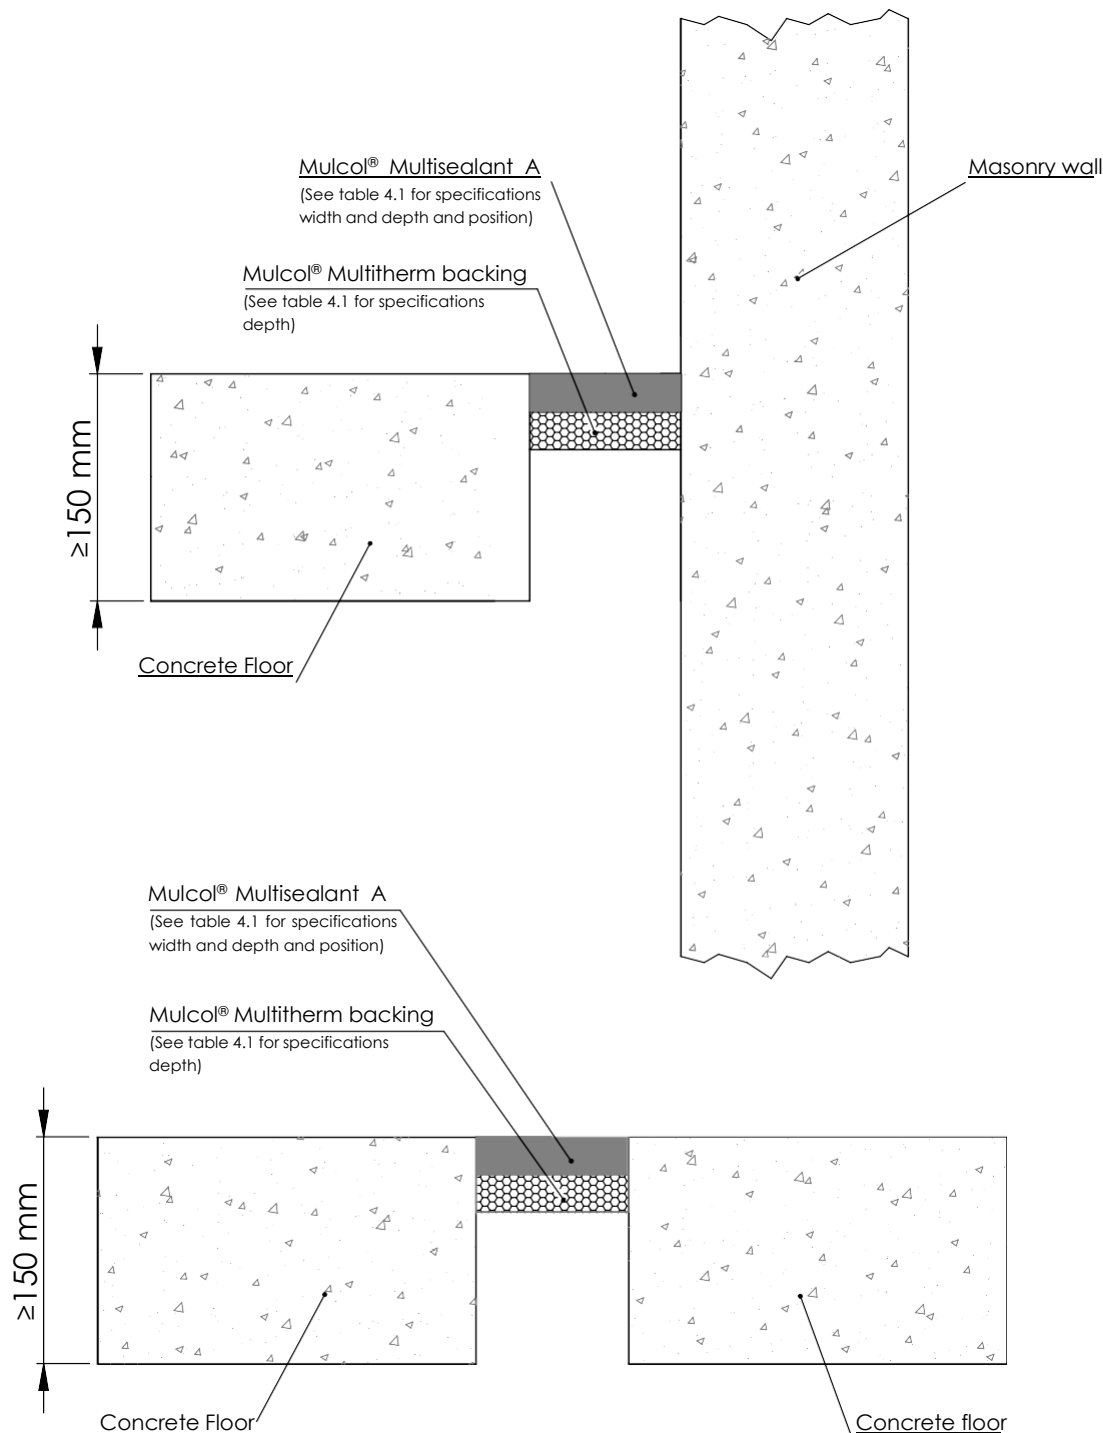 Mulcol® Multisealant A
(See table 4.1 for specifications
width and depth and position)
Masonry wall
Mulcol® Multitherm backing
(See table 4.1 for specifications
depth)
≥150 mm
Concrete Floor
Mulcol® Multisealant A
(See table 4.1 for specifications
width and depth and position)
Mulcol® Multitherm backing
(See table 4.1 for specifications
depth)
≥150 mm
Concrete Floor
Concrete floor